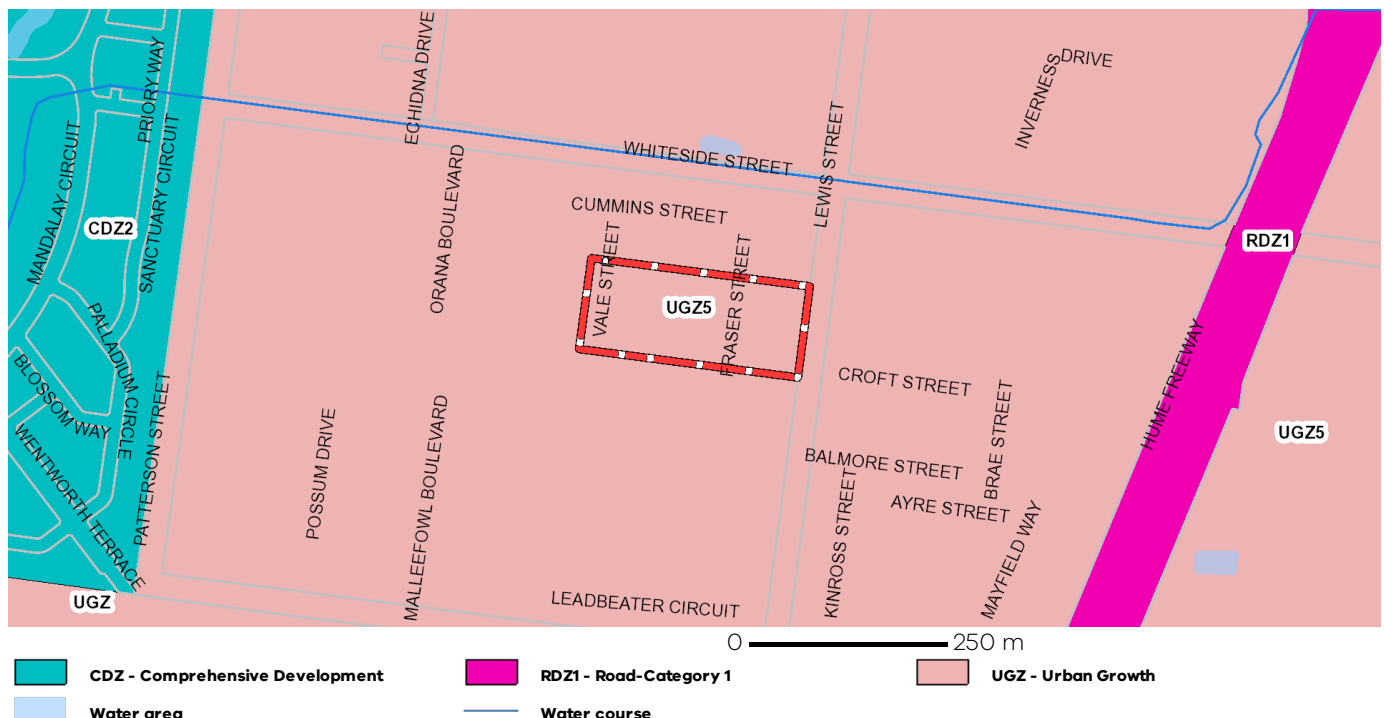 ECHIDNA DRIVE
PRIORY WAY
INVERNESS DRIVE
WHITESIDE STREET
LEWIS STREET
MANDALAY CIRCUIT
SANCTUARY CIRCUIT
ORANA BOULEVARD
CUMMINS STREET
CDZ2
RDZ1
VALE STREET
FRASER STREET
UGZ5
PALLADIUM CIRCLE
BLOSSOM WAY
PATTERSON STREET
HUME FREEWAY
CROFT STREET
BRAE STREET
UGZ5
POSSUM DRIVE
MALLEEFOWL BOULEVARD
BALMORE STREET
WENTWORTH TERRACE
KINROSS STREET
AYRE STREET
MAYFIELD WAY
UGZ
LEADBEATER CIRCUIT
0 250 m
CDZ - Comprehensive Development
RDZ1 - Road-Category 1
UGZ - Urban Growth
Water area
Water course